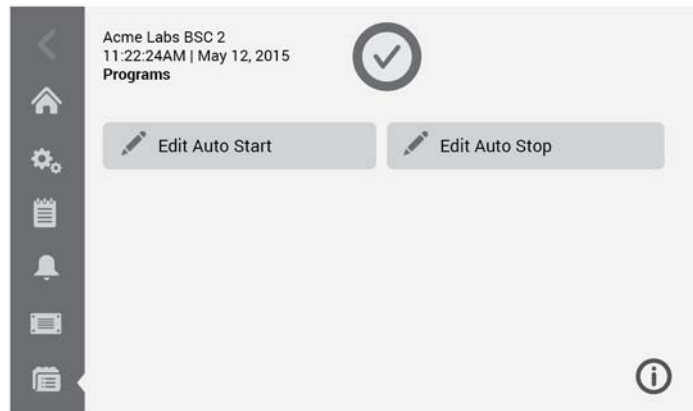 Acme Labs BSC 2
11:22:24AM | May 12, 2015
Programs
Edit Auto Start
Edit Auto Stop